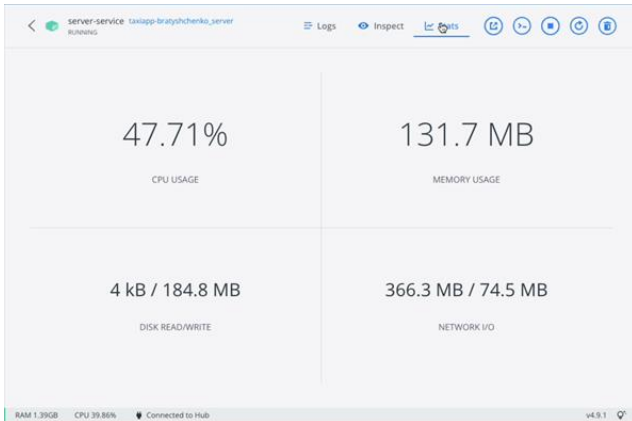 server-service taxiapp-bratyshchenko_server
RUNNING
Logs
Inspect
Stats
47.71%
CPU USAGE
131.7 MB
MEMORY USAGE
4 kB / 184.8 MB
DISK READ/WRITE
366.3 MB / 74.5 MB
NETWORK I/O
RAM 1.39GB CPU 39.86% Connected to Hub v4.9.1